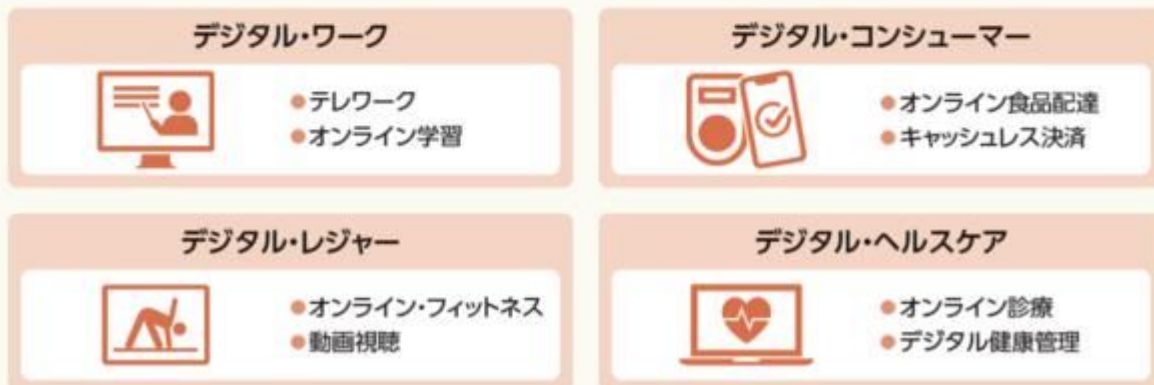 デジタル・ワーク
●テレワーク
●オンライン学習
デジタル・コンシューマー
●オンライン食品配達
●キャッシュレス決済
デジタル・レジャー
●オンライン・フィットネス
●動画視聴
デジタル・ヘルスケア
●オンライン診療
●デジタル健康管理